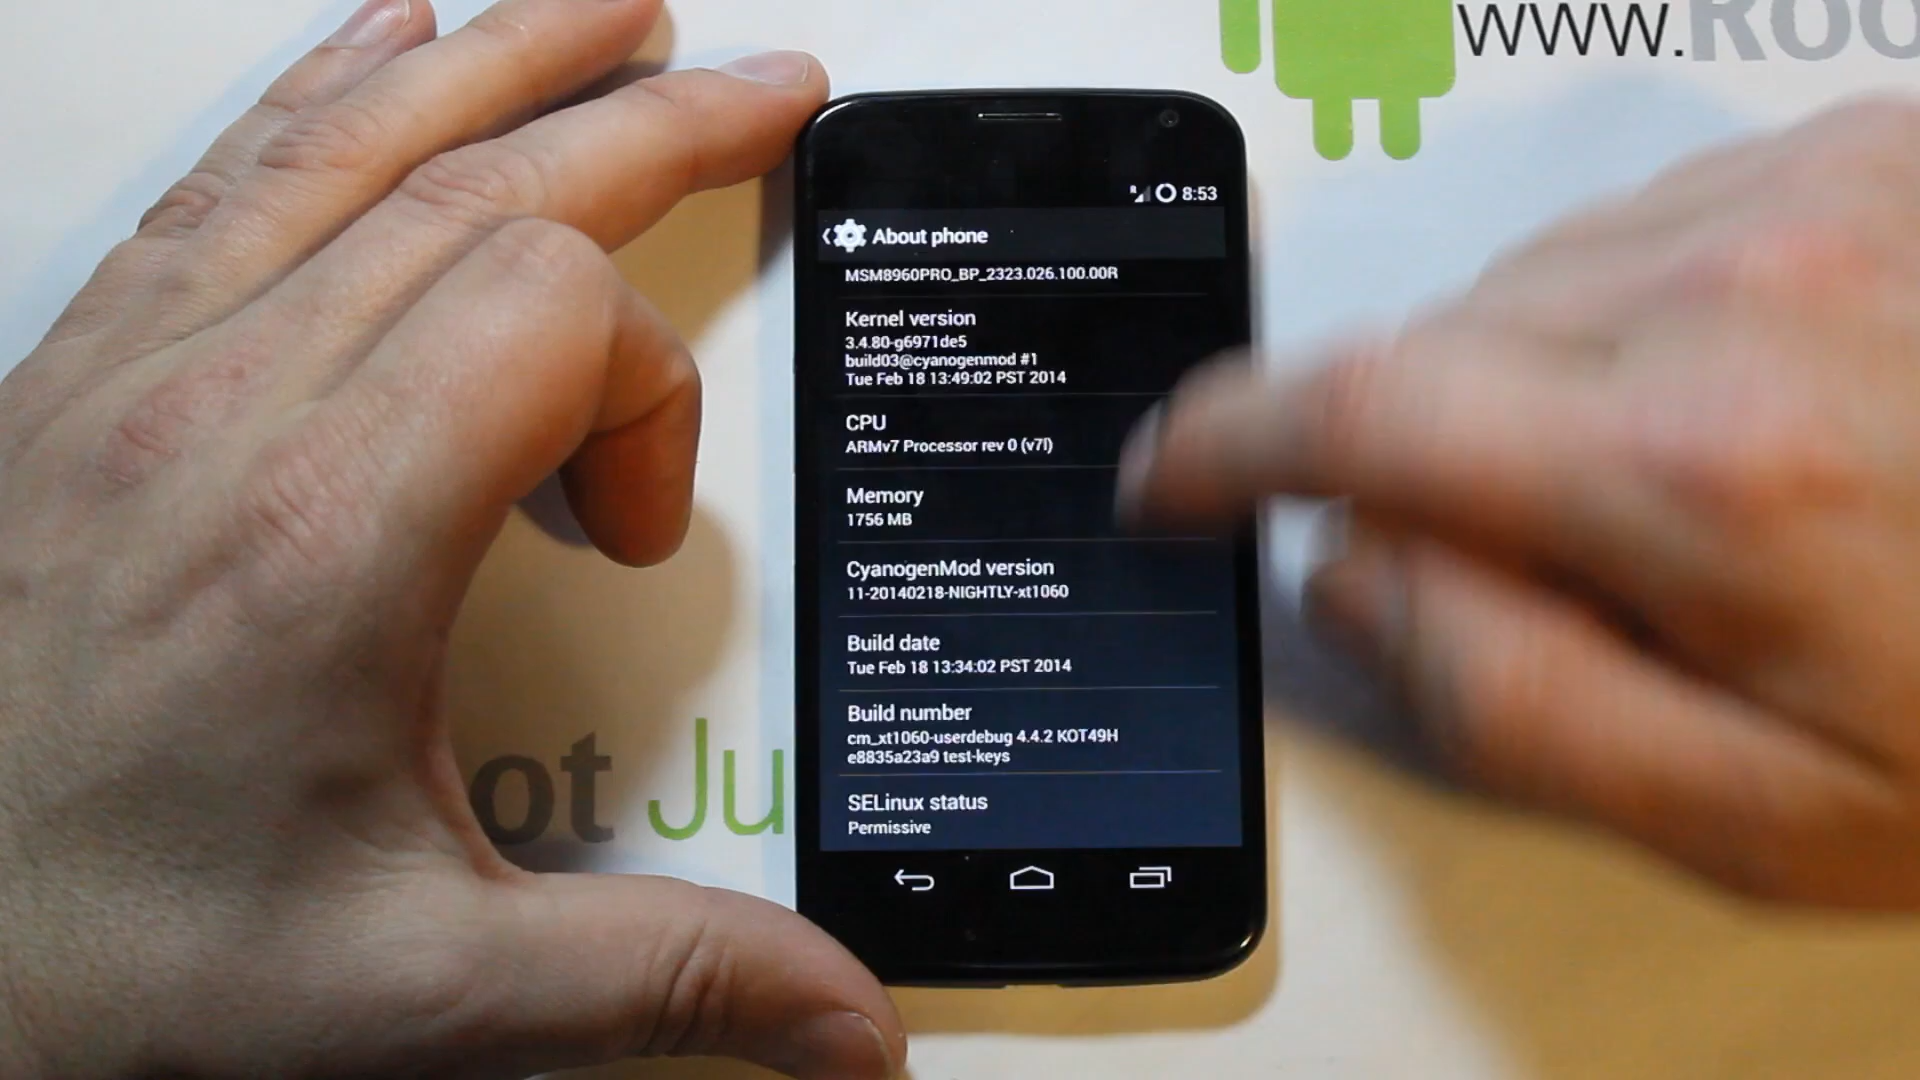 www.ROO
8:53
About phone
MSM8960PRO_BP_2323.026.100.00R
Kernel version
3.4.80-g6971de5
build03@cyanogenmod #1
Tue Feb 18 13:49:02 PST 2014
CPU
ARMv7 Processor rev 0 (v7l)
Memory
1756 MB
CyanogenMod version
11-20140218-NIGHTLY-xt1060
Build date
Tue Feb 18 13:34:02 PST 2014
Build number
cm_xt1060-userdebug 4.4.2 KOT49H
e8835a23a9 test-keys
SELinux status
Permissive
ot Ju